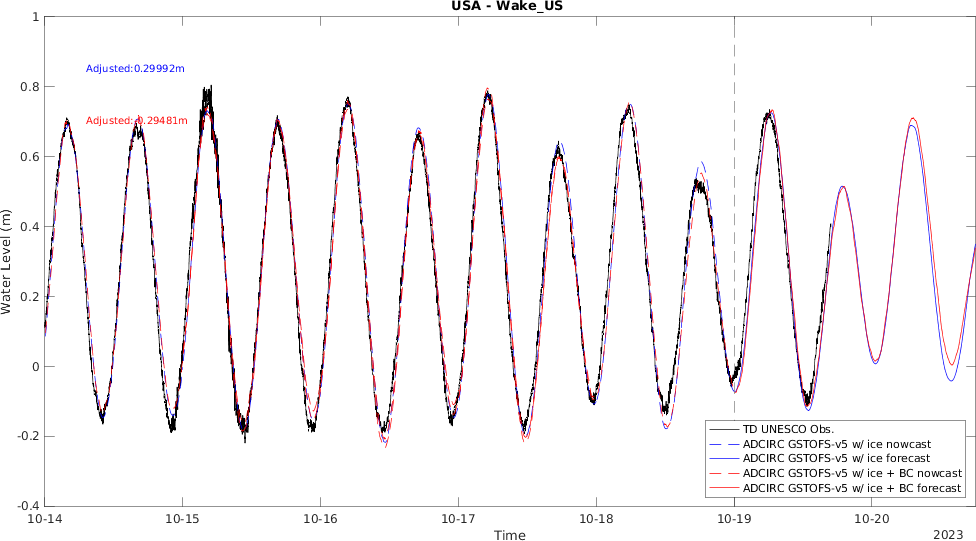 USA - Wake_US
1
0.8
0.6
0.4
0.2
0
-0.2
-0.4
Water Level (m)
Adjusted:0.29992m
Adjusted: 0.29481m
TD UNESCO Obs.
ADCIRC GSTOFS-v5 w/ ice nowcast
ADCIRC GSTOFS-v5 w/ ice forecast
ADCIRC GSTOFS-v5 w/ ice + BC nowcast
ADCIRC GSTOFS-v5 w/ ice + BC forecast
10-14 10-15 10-16 10-17 10-18 10-19 10-20
Time
2023